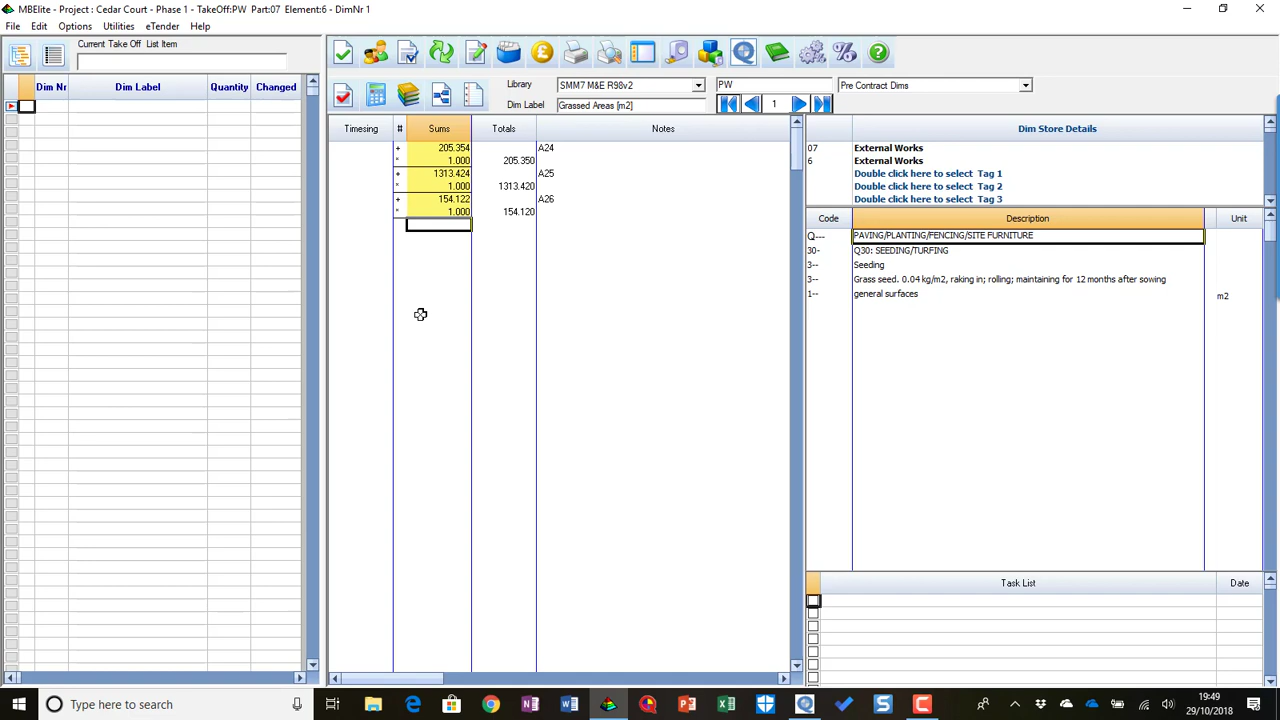 MBElite - Project : Cedar Court - Phase 1 - TakeOff:PW Part:07 Element:6 - DimNr 1
File Edit Options Utilities eTender Help
Current Take Off List Item
Dim Nr Dim Label Quantity Changed
Library SMM7 M&E R98v2 PW Pre Contract Dims
Dim Label Grassed Areas [m2] 1
Timesing # Sums Totals Notes
+ 205.354 A24
* 1.000 205.350
+ 1313.424 A25
* 1.000 1313.420
+ 154.122 A26
* 1.000 154.120
Dim Store Details
07 External Works
6 External Works
Double click here to select Tag 1
Double click here to select Tag 2
Double click here to select Tag 3
Code Description Unit
Q--- PAVING/PLANTING/FENCING/SITE FURNITURE
30- Q30: SEEDING/TURFING
3-- Seeding
3-- Grass seed. 0.04 kg/m2, raking in; rolling; maintaining for 12 months after sowing
1-- general surfaces m2
Task List Date
Type here to search
19:49
29/10/2018